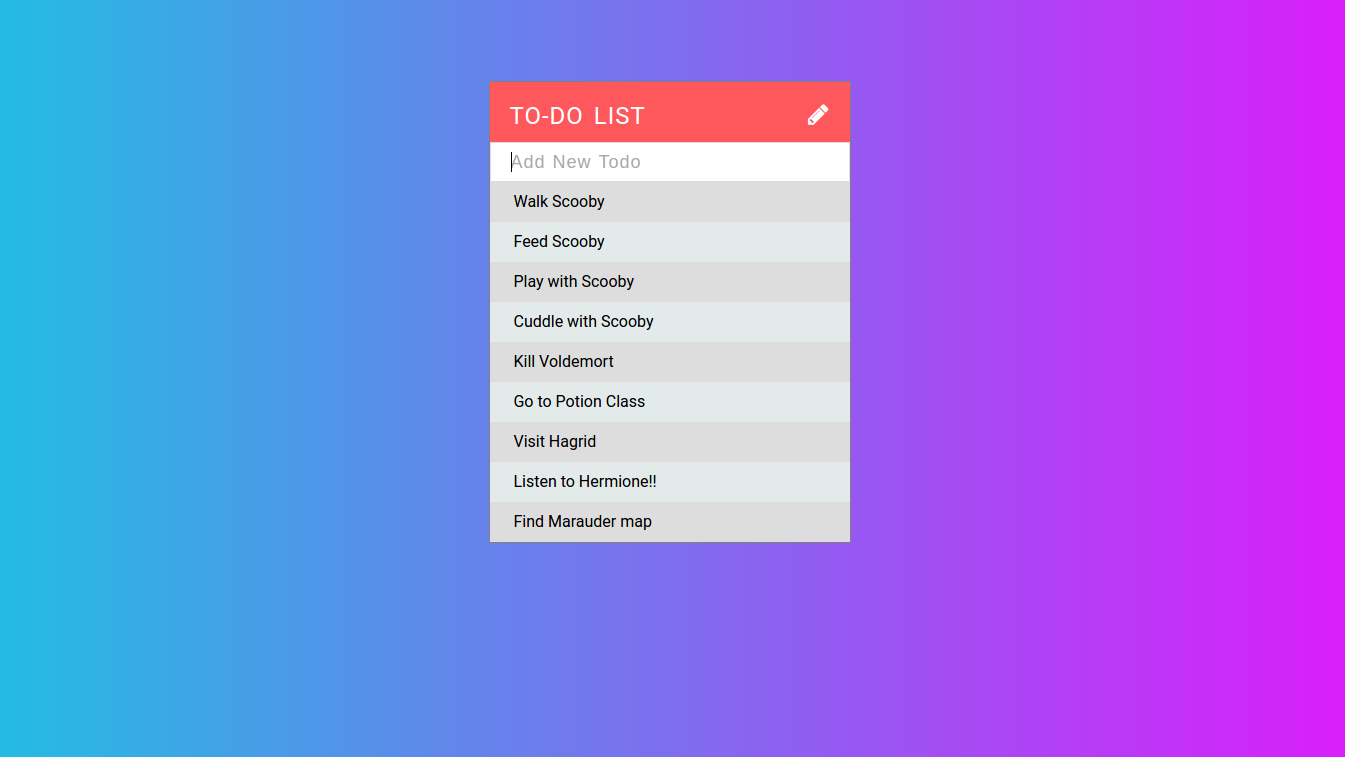 TO-DO LIST
Add New Todo
Walk Scooby
Feed Scooby
Play with Scooby
Cuddle with Scooby
Kill Voldemort
Go to Potion Class
Visit Hagrid
Listen to Hermione!!
Find Marauder map